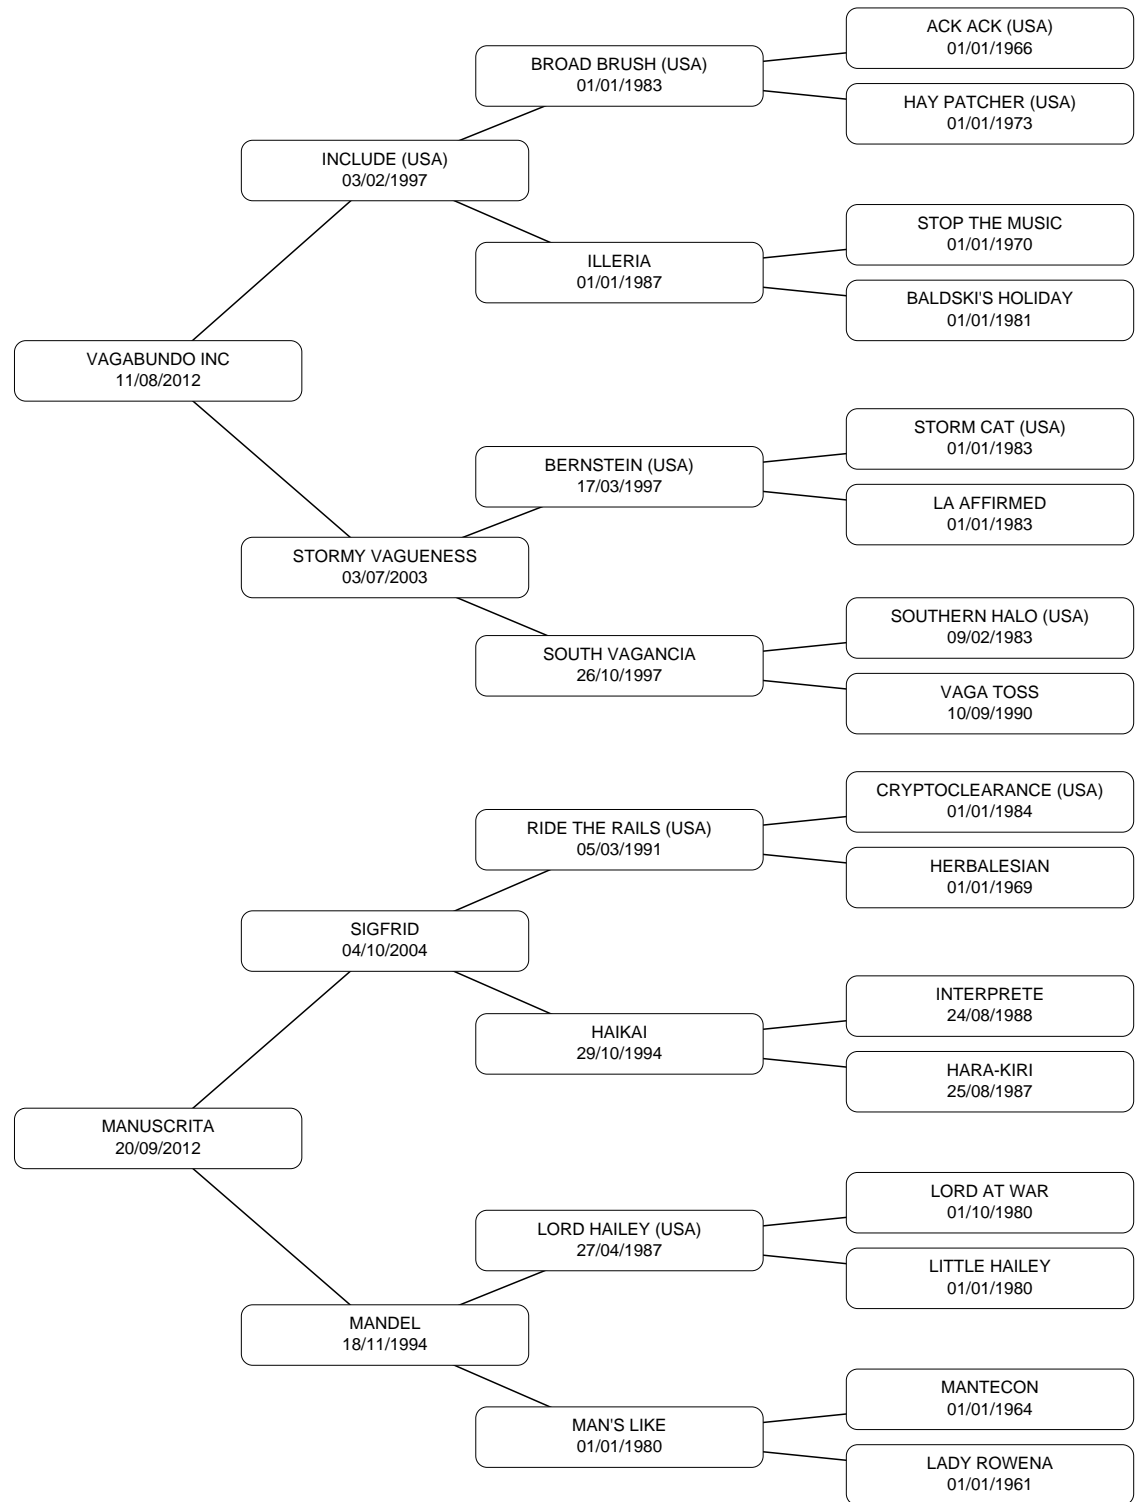 ACK ACK (USA)
01/01/1966
BROAD BRUSH (USA)
01/01/1983
HAY PATCHER (USA)
01/01/1973
INCLUDE (USA)
03/02/1997
STOP THE MUSIC
01/01/1970
ILLERIA
01/01/1987
BALDSKI'S HOLIDAY
01/01/1981
VAGABUNDO INC
11/08/2012
STORM CAT (USA)
01/01/1983
BERNSTEIN (USA)
17/03/1997
LA AFFIRMED
01/01/1983
STORMY VAGUENESS
03/07/2003
SOUTHERN HALO (USA)
09/02/1983
SOUTH VAGANCIA
26/10/1997
VAGA TOSS
10/09/1990
CRYPTOCLEARANCE (USA)
01/01/1984
RIDE THE RAILS (USA)
05/03/1991
HERBALESIAN
01/01/1969
SIGFRID
04/10/2004
INTERPRETE
24/08/1988
HAIKAI
29/10/1994
HARA-KIRI
25/08/1987
MANUSCRITA
20/09/2012
LORD AT WAR
01/10/1980
LORD HAILEY (USA)
27/04/1987
LITTLE HAILEY
01/01/1980
MANDEL
18/11/1994
MANTECON
01/01/1964
MAN'S LIKE
01/01/1980
LADY ROWENA
01/01/1961